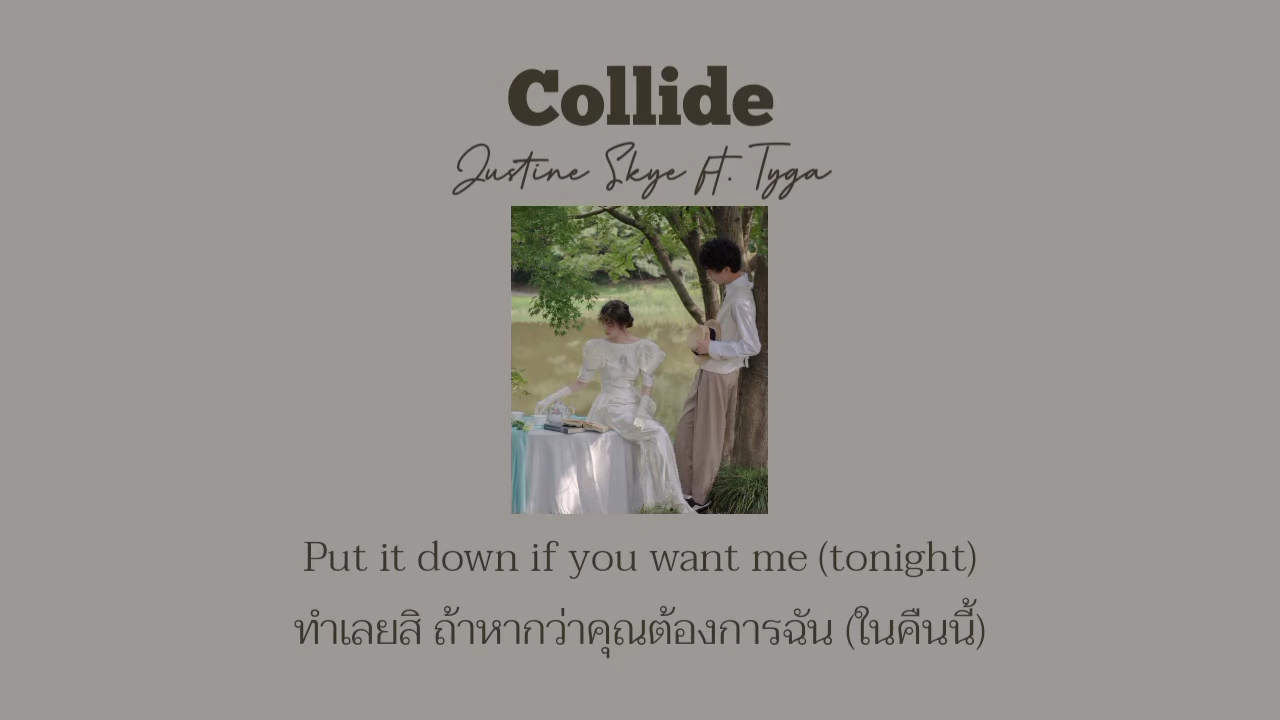 Collide
Justine Skye ft. Tyga
Put it down if you want me (tonight)
ทำเลยสิ ถ้าหากว่าคุณต้องการฉัน (ในคืนนี้)